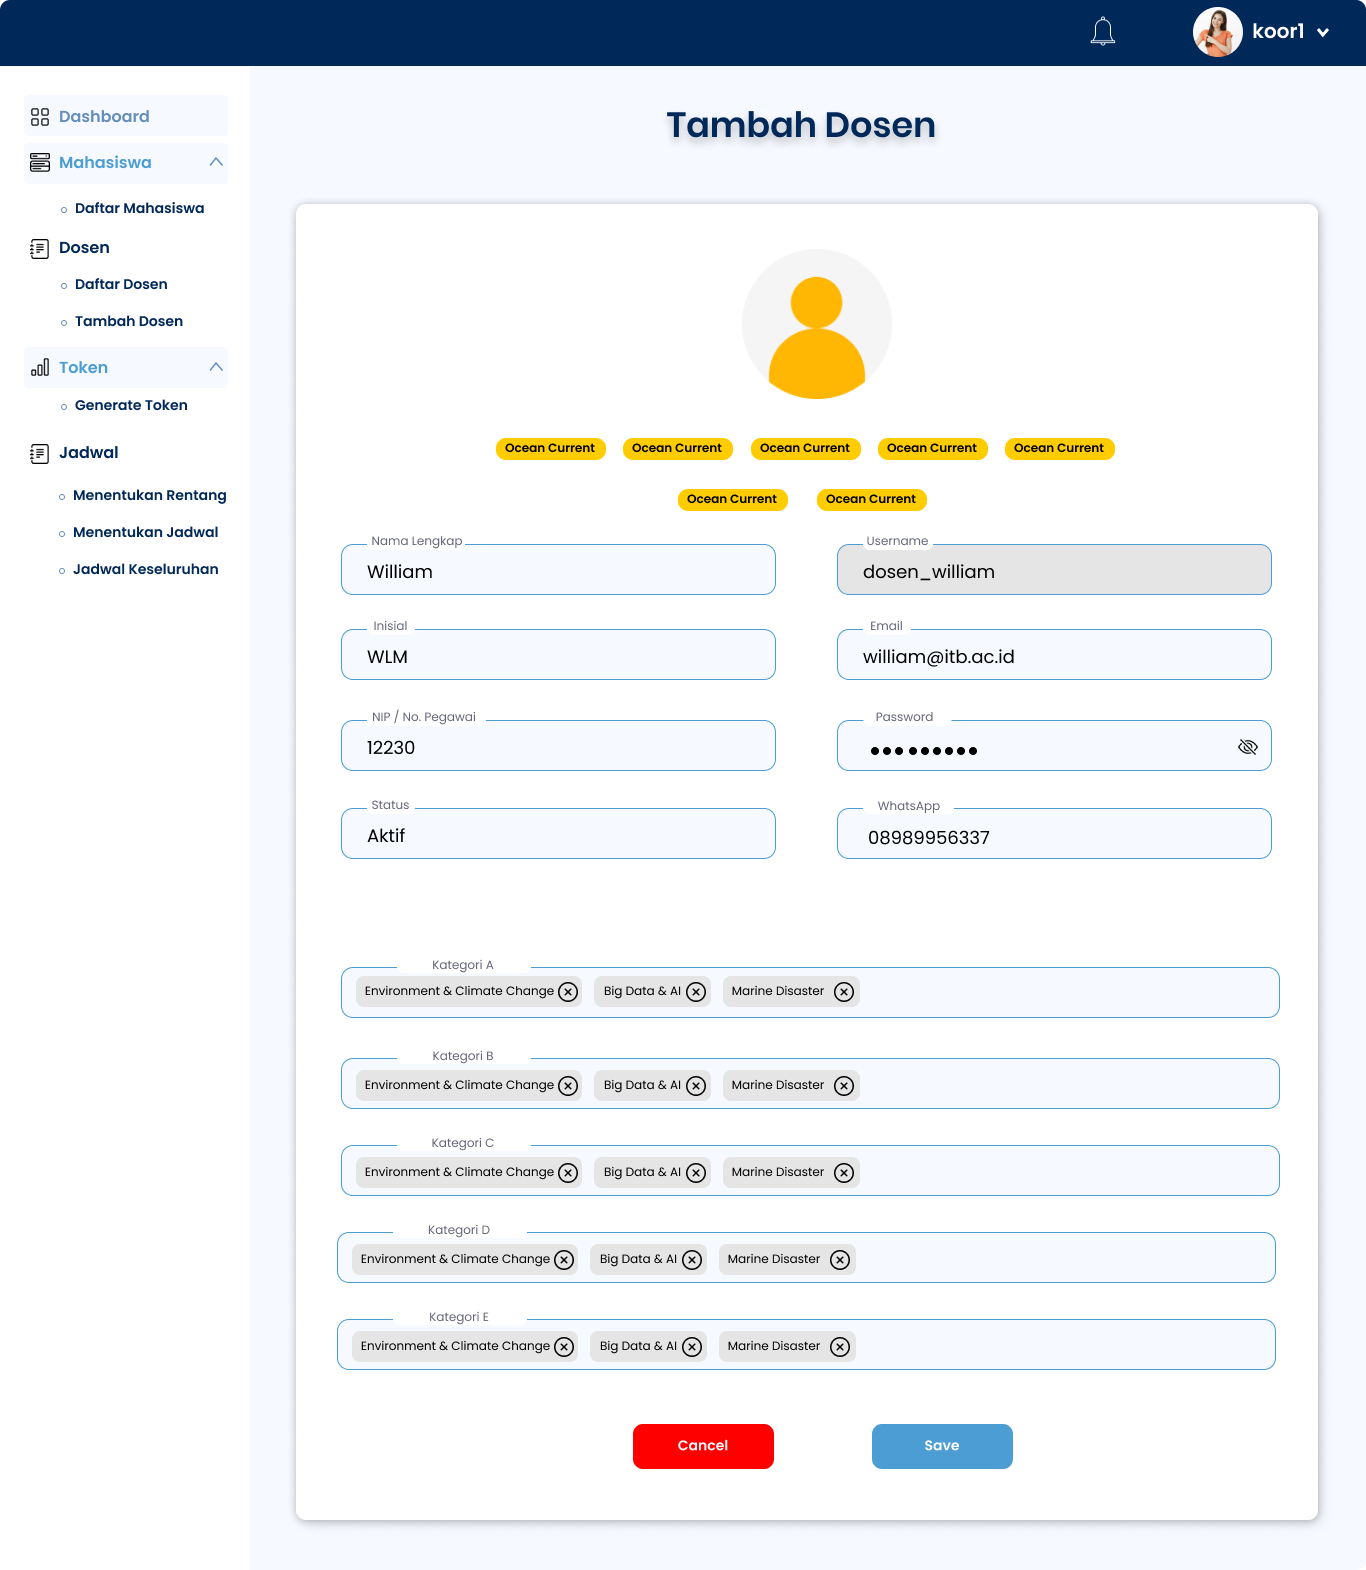 koor1
Dashboard
Mahasiswa
Daftar Mahasiswa
Dosen
Daftar Dosen
Tambah Dosen
Token
Generate Token
Jadwal
Menentukan Rentang
Menentukan Jadwal
Jadwal Keseluruhan
Tambah Dosen
Ocean Current Ocean Current Ocean Current Ocean Current Ocean Current
Ocean Current Ocean Current
Nama Lengkap
William
Username
dosen_william
Inisial
WLM
Email
william@itb.ac.id
NIP / No. Pegawai
12230
Password
Status
Aktif
WhatsApp
08989956337
Kategori A
Environment & Climate Change Big Data & AI Marine Disaster
Kategori B
Environment & Climate Change Big Data & AI Marine Disaster
Kategori C
Environment & Climate Change Big Data & AI Marine Disaster
Kategori D
Environment & Climate Change Big Data & AI Marine Disaster
Kategori E
Environment & Climate Change Big Data & AI Marine Disaster
Cancel Save